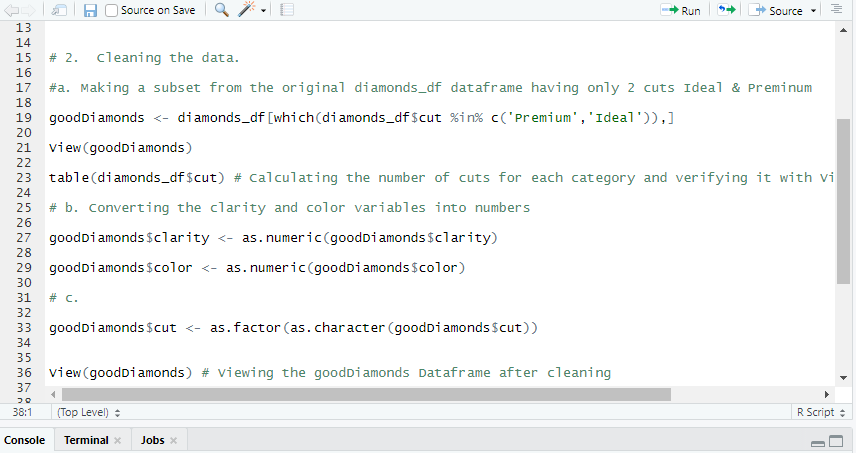 Source on Save Run Source
13
14
15 # 2.  Cleaning the data.
16
17 #a. Making a subset from the original diamonds_df dataframe having only 2 cuts Ideal & Preminum
18
19 goodDiamonds <- diamonds_df[which(diamonds_df$cut %in% c('Premium','Ideal')),]
20
21 View(goodDiamonds)
22
23 table(diamonds_df$cut) # Calculating the number of cuts for each category and verifying it with Vi
24
25 # b. Converting the clarity and color variables into numbers
26
27 goodDiamonds$clarity <- as.numeric(goodDiamonds$clarity)
28
29 goodDiamonds$color <- as.numeric(goodDiamonds$color)
30
31 # c.
32
33 goodDiamonds$cut <- as.factor(as.character(goodDiamonds$cut))
34
35
36 View(goodDiamonds) # Viewing the goodDiamonds Dataframe after cleaning
37
38
38:1 (Top Level) R Script
Console Terminal Jobs